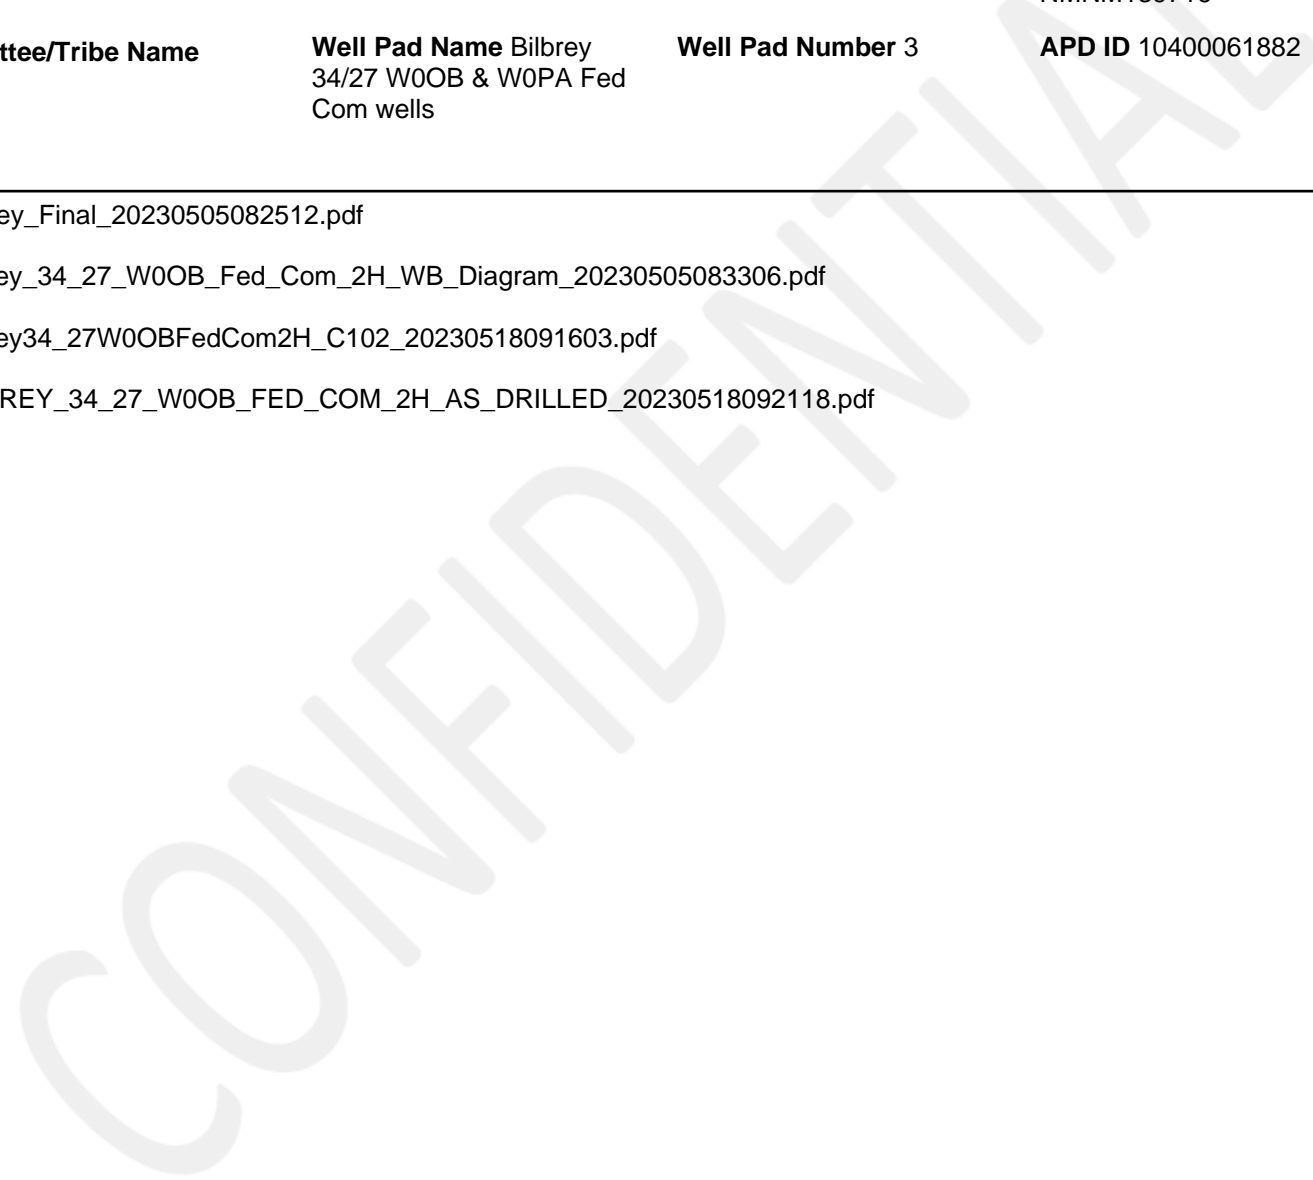 ttee/Tribe Name
Well Pad Name Bilbrey
34/27 W0OB & W0PA Fed
Com wells
Well Pad Number 3
APD ID 10400061882
ey_Final_20230505082512.pdf
ey_34_27_W0OB_Fed_Com_2H_WB_Diagram_20230505083306.pdf
ey34_27W0OBFedCom2H_C102_20230518091603.pdf
REY_34_27_W0OB_FED_COM_2H_AS_DRILLED_20230518092118.pdf
CONFIDENTIAL